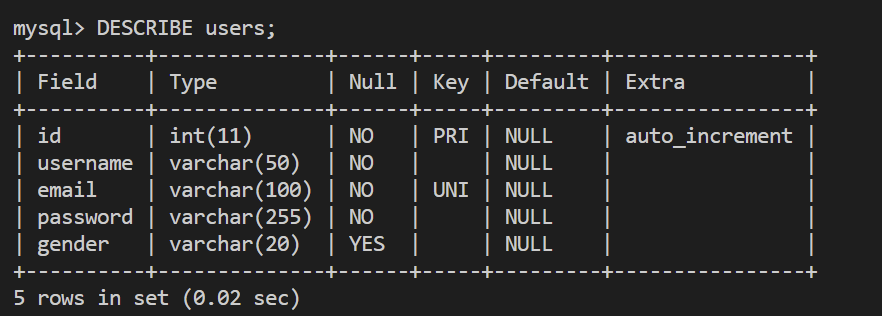 mysql> DESCRIBE users;
+----------+--------------+------+-----+---------+----------------+
| Field    | Type         | Null | Key | Default | Extra          |
+----------+--------------+------+-----+---------+----------------+
| id       | int(11)      | NO   | PRI | NULL    | auto_increment |
| username | varchar(50)  | NO   |     | NULL    |                |
| email    | varchar(100) | NO   | UNI | NULL    |                |
| password | varchar(255) | NO   |     | NULL    |                |
| gender   | varchar(20)  | YES  |     | NULL    |                |
+----------+--------------+------+-----+---------+----------------+
5 rows in set (0.02 sec)